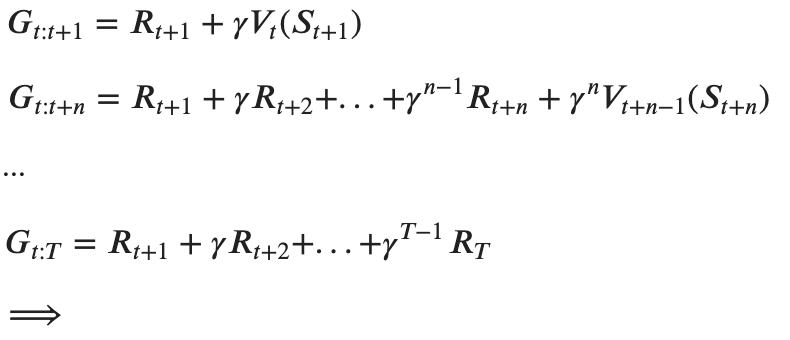 G_{t:t+1} = R_{t+1} + γV_t(S_{t+1})
G_{t:t+n} = R_{t+1} + γR_{t+2}+...+γ^{n−1}R_{t+n} + γ^nV_{t+n−1}(S_{t+n})
...
G_{t:T} = R_{t+1} + γR_{t+2}+...+γ^{T−1}R_T
⟹